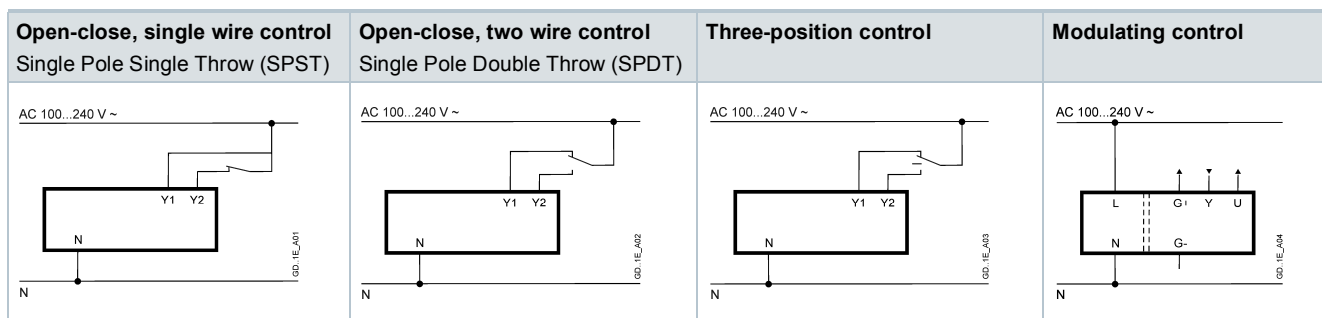 Open-close, single wire control
Single Pole Single Throw (SPST)
Open-close, two wire control
Single Pole Double Throw (SPDT)
Three-position control
Modulating control
AC 100...240 V ~
Y1 Y2
N
N
GD..1E_A01
AC 100...240 V ~
Y1 Y2
N
N
GD..1E_A02
AC 100...240 V ~
Y1 Y2
N
N
GD..1E_A03
AC 100...240 V ~
L G Y U
N G-
N
GD..1E_A04